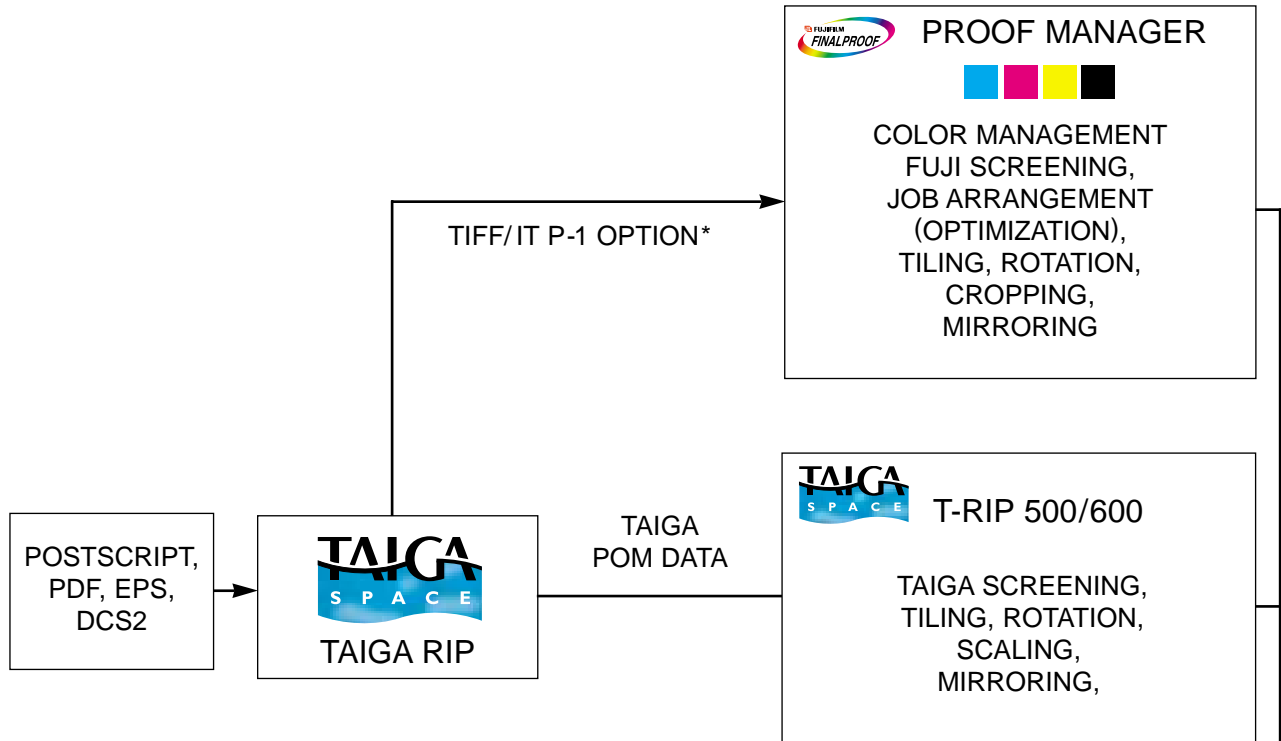 FUJIFILM
FINALPROOF
PROOF MANAGER
COLOR MANAGEMENT
FUJI SCREENING,
JOB ARRANGEMENT
(OPTIMIZATION),
TILING, ROTATION,
CROPPING,
MIRRORING
TIFF/IT P-1 OPTION*
POSTSCRIPT,
PDF, EPS,
DCS2
TAIGA
SPACE
TAIGA RIP
TAIGA
POM DATA
TAIGA
SPACE
T-RIP 500/600
TAIGA SCREENING,
TILING, ROTATION,
SCALING,
MIRRORING,